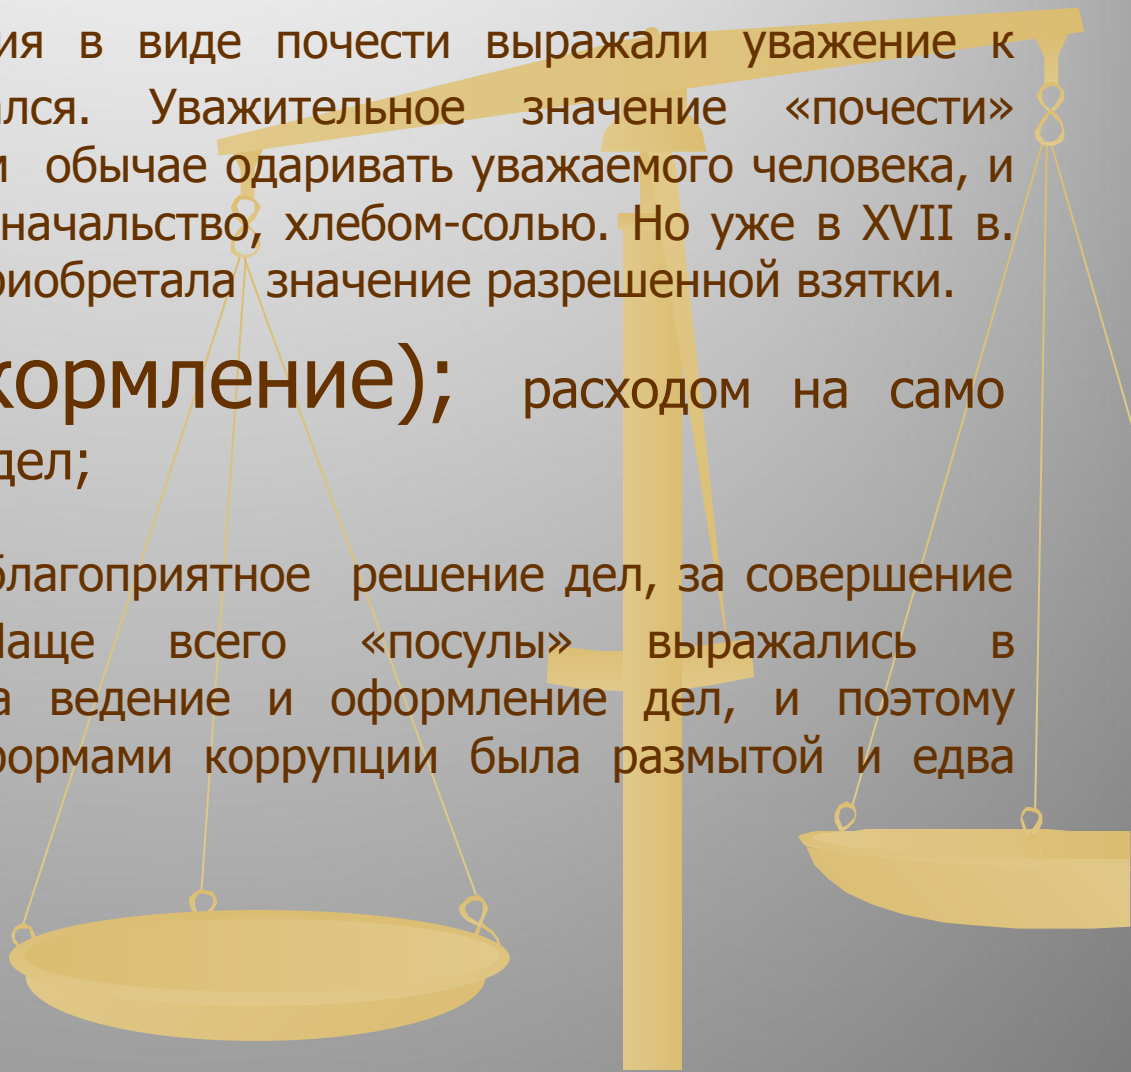 ия в виде почести выражали уважение к
лся. Уважительное значение «почести»
обычае одаривать уважаемого человека, и
начальство, хлебом-солью. Но уже в XVII в.
риобретала значение разрешенной взятки.
кормление); расходом на само
дел;
благоприятное решение дел, за совершение
Чаще всего «посулы» выражались в
а ведение и оформление дел, и поэтому
формами коррупции была размытой и едва